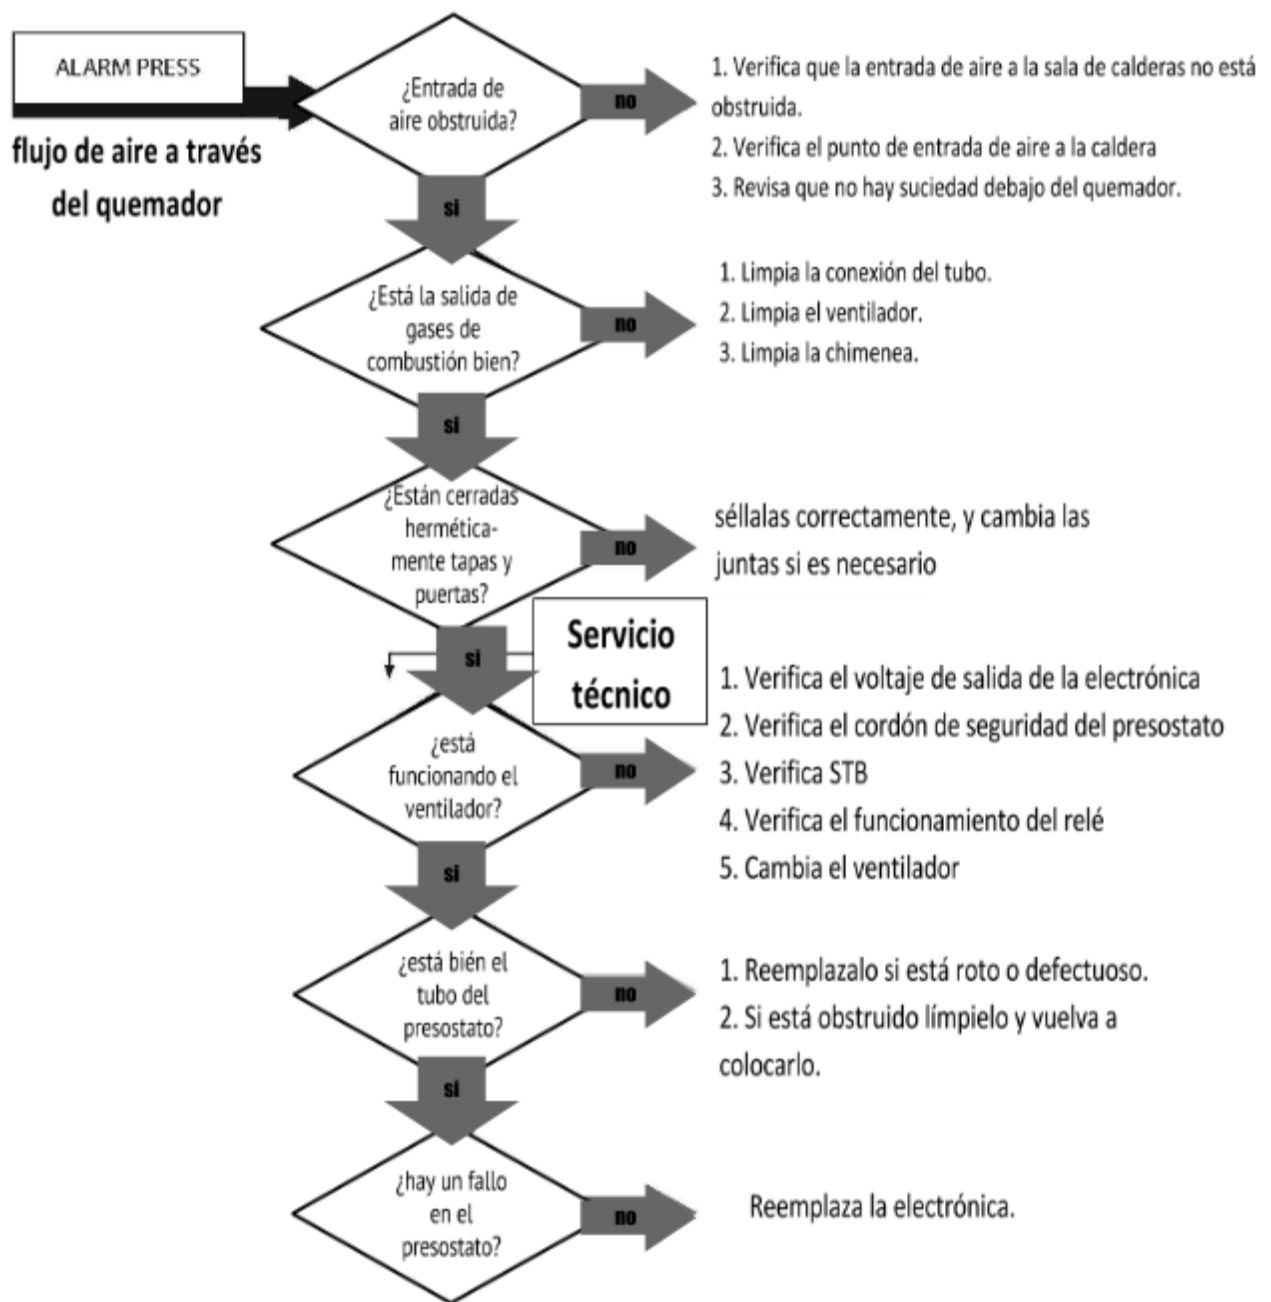 ALARM PRESS
flujo de aire a través
del quemador
¿Entrada de
aire obstruida?
no
1. Verifica que la entrada de aire a la sala de calderas no está
obstruida.
2. Verifica el punto de entrada de aire a la caldera
3. Revisa que no hay suciedad debajo del quemador.
si
¿Está la salida de
gases de
combustión bien?
no
1. Limpia la conexión del tubo.
2. Limpia el ventilador.
3. Limpia la chimenea.
si
¿Están cerradas
hermética-
mente tapas y
puertas?
no
séllalas correctamente, y cambia las
juntas si es necesario
si
Servicio
técnico
¿está
funcionando el
ventilador?
no
1. Verifica el voltaje de salida de la electrónica
2. Verifica el cordón de seguridad del presostato
3. Verifica STB
4. Verifica el funcionamiento del relé
5. Cambia el ventilador
si
¿está bién el
tubo del
presostato?
no
1. Reemplazalo si está roto o defectuoso.
2. Si está obstruido límpielo y vuelva a
colocarlo.
si
¿hay un fallo
en el
presostato?
no
Reemplaza la electrónica.